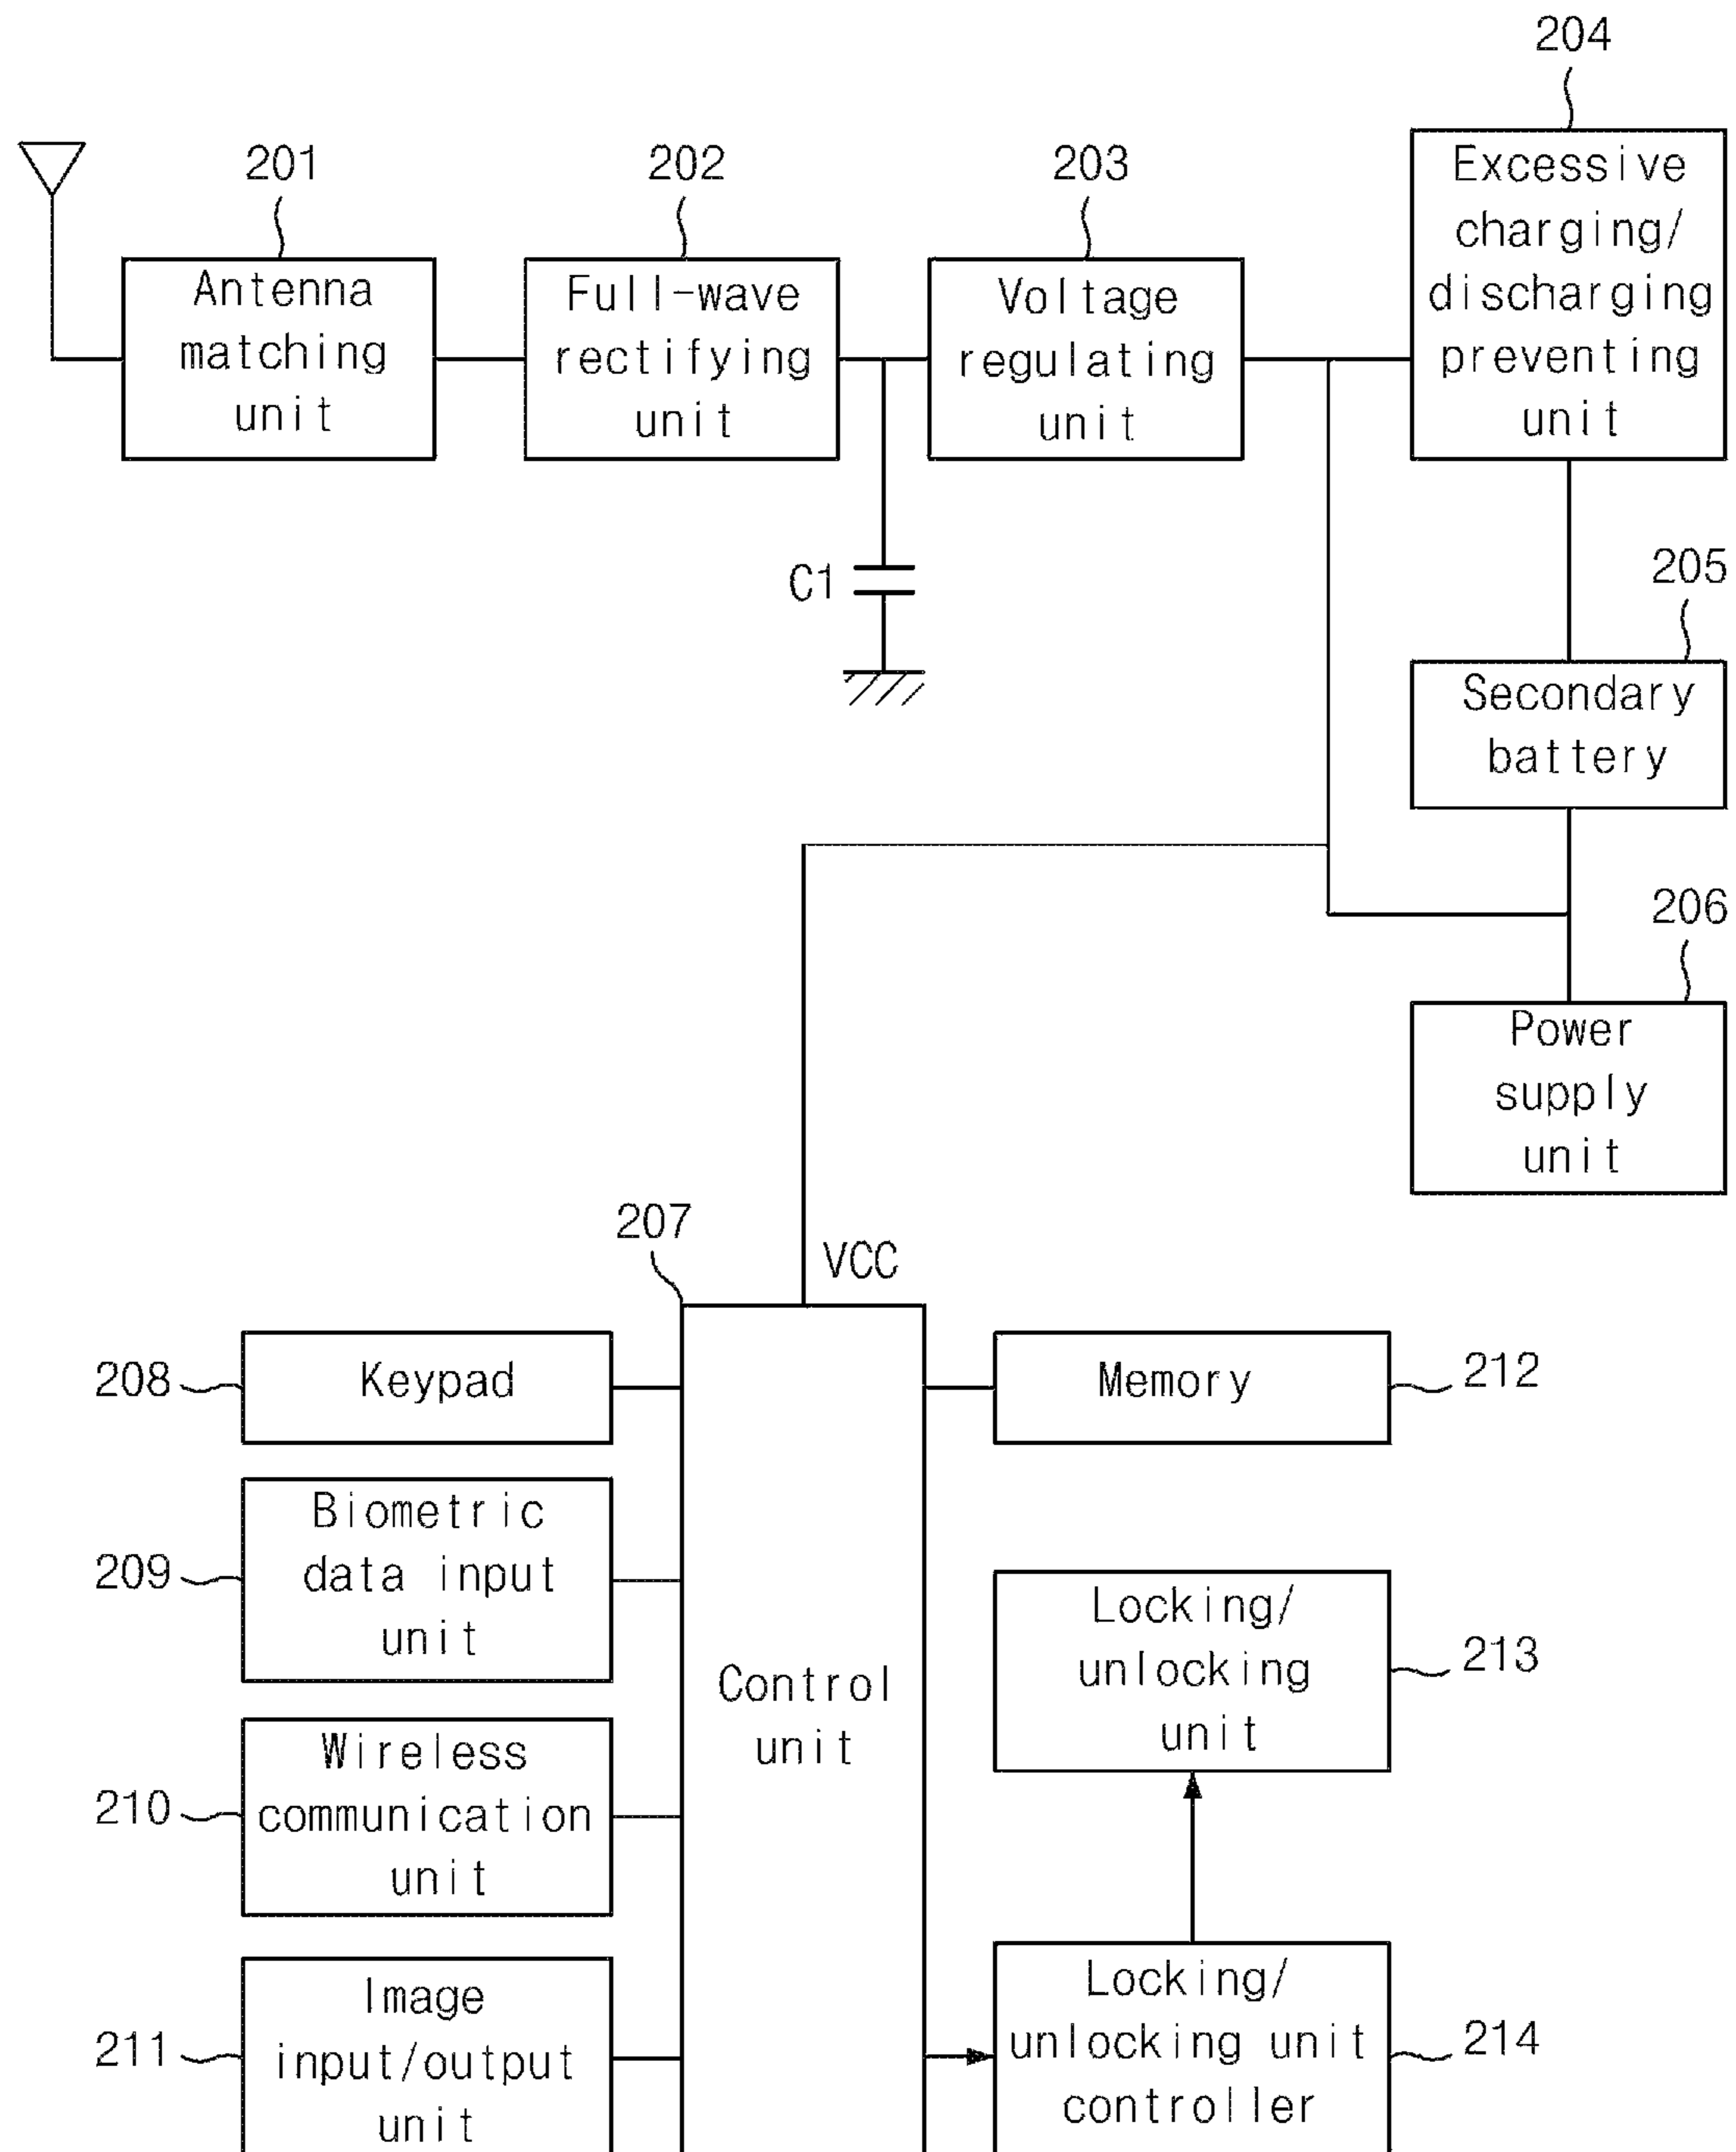 204
201
202
203
Excessive
charging/
discharging
preventing
unit
Antenna
matching
unit
Full-wave
rectifying
unit
Voltage
regulating
unit
C1
205
Secondary
battery
206
Power
supply
unit
207
VCC
208
Keypad
Memory
212
209
Biometric
data input
unit
Control
unit
Locking/
unlocking
unit
213
210
Wireless
communication
unit
211
Image
input/output
unit
Locking/
unlocking unit
controller
214